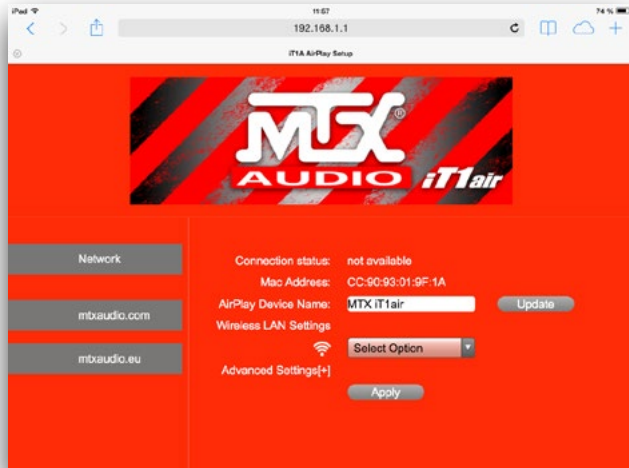 iPad 11:57 74 %
192.168.1.1
iT1A AirPlay Setup
MTX®
AUDIO iT1air
Network
mtxaudio.com
mtxaudio.eu
Connection status: not available
Mac Address: CC:90:93:01:9F:1A
AirPlay Device Name: MTX iT1air Update
Wireless LAN Settings
Select Option
Advanced Settings[+]
Apply